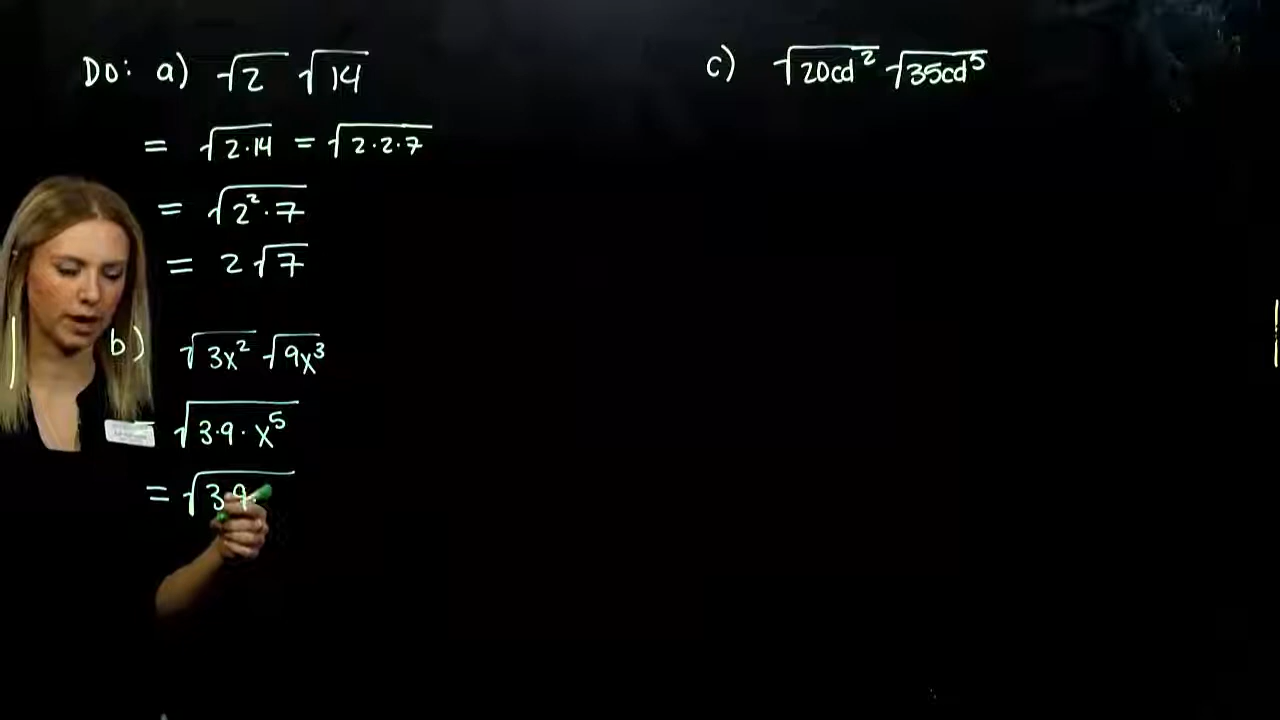 Do: a) √2 √14
= √2·14 = √2·2·7
= √2²·7
= 2√7
b) √3x² √9x³
= √3·9·x⁵
= √3·9·
c) √20cd² √35cd⁵